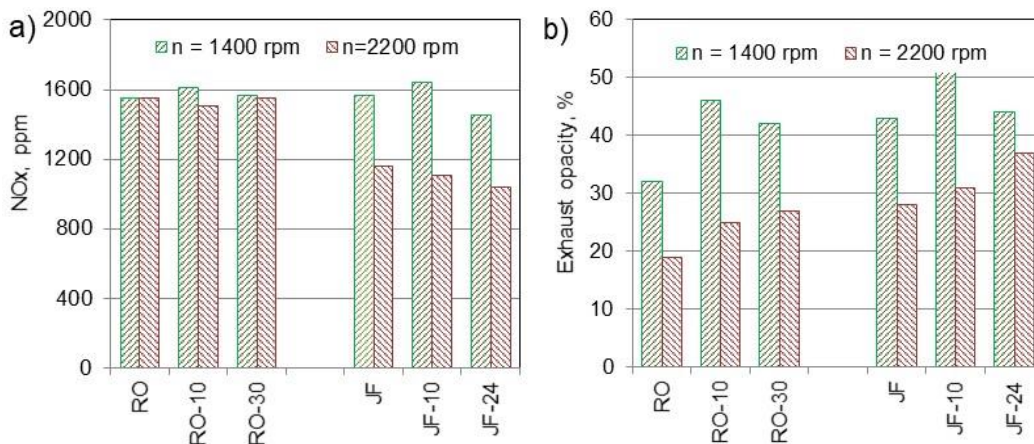 a)
NOx, ppm
2000
1600
1200
800
400
0
n = 1400 rpm
n=2200 rpm
RO
RO-10
RO-30
JF
JF-10
JF-24
b)
Exhaust opacity, %
60
50
40
30
20
10
0
n = 1400 rpm
n = 2200 rpm
RO
RO-10
RO-30
JF
JF-10
JF-24